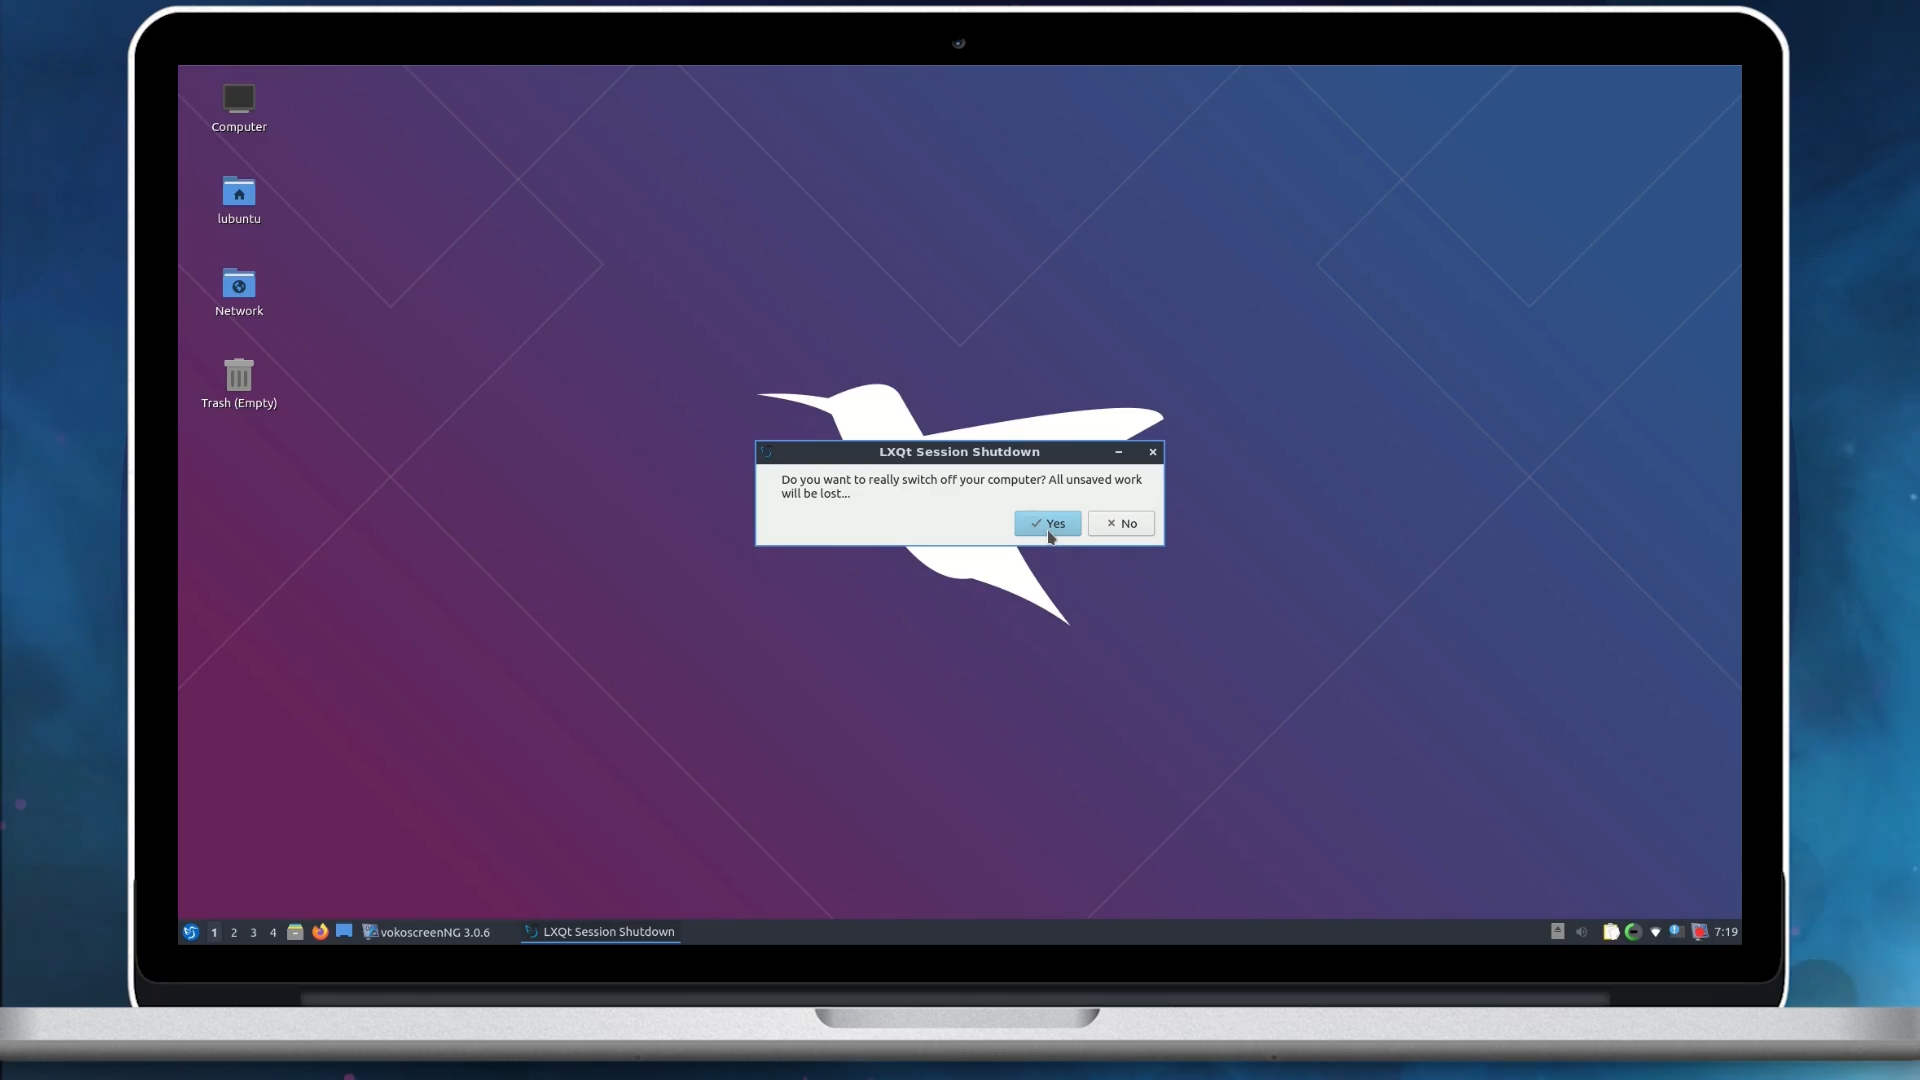 Computer
lubuntu
Network
Trash (Empty)
LXQt Session Shutdown
Do you want to really switch off your computer? All unsaved work
will be lost...
Yes No
1 2 3 4 vokoscreenNG 3.0.6 LXQt Session Shutdown 7:19